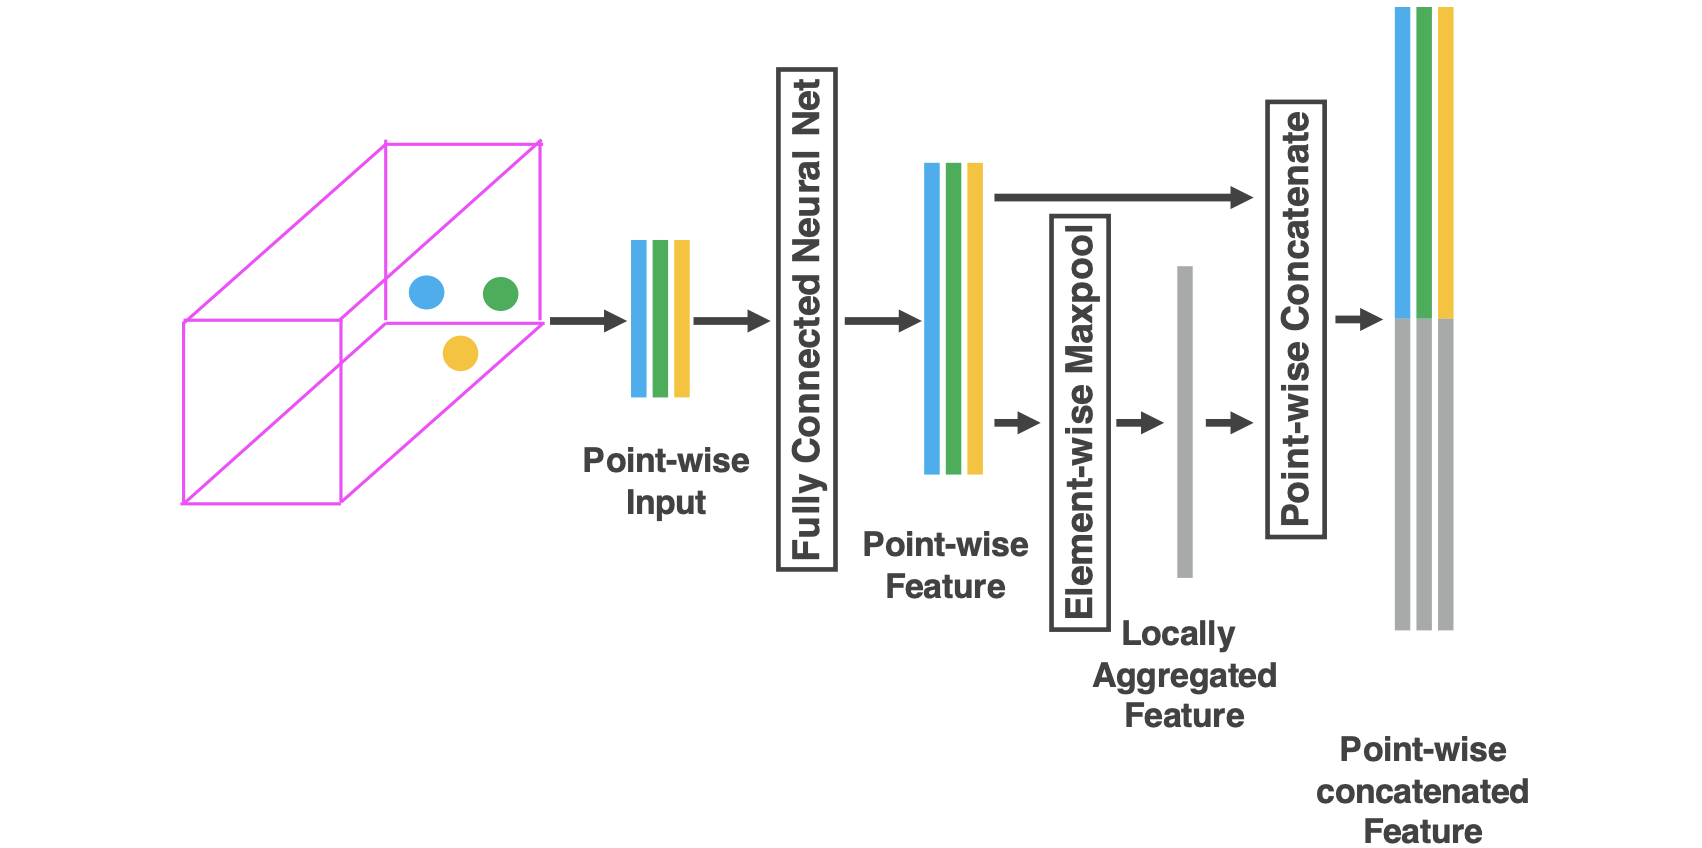 Point-wise
Input
Fully Connected Neural Net
Point-wise
Feature
Element-wise Maxpool
Locally
Aggregated
Feature
Point-wise Concatenate
Point-wise
concatenated
Feature